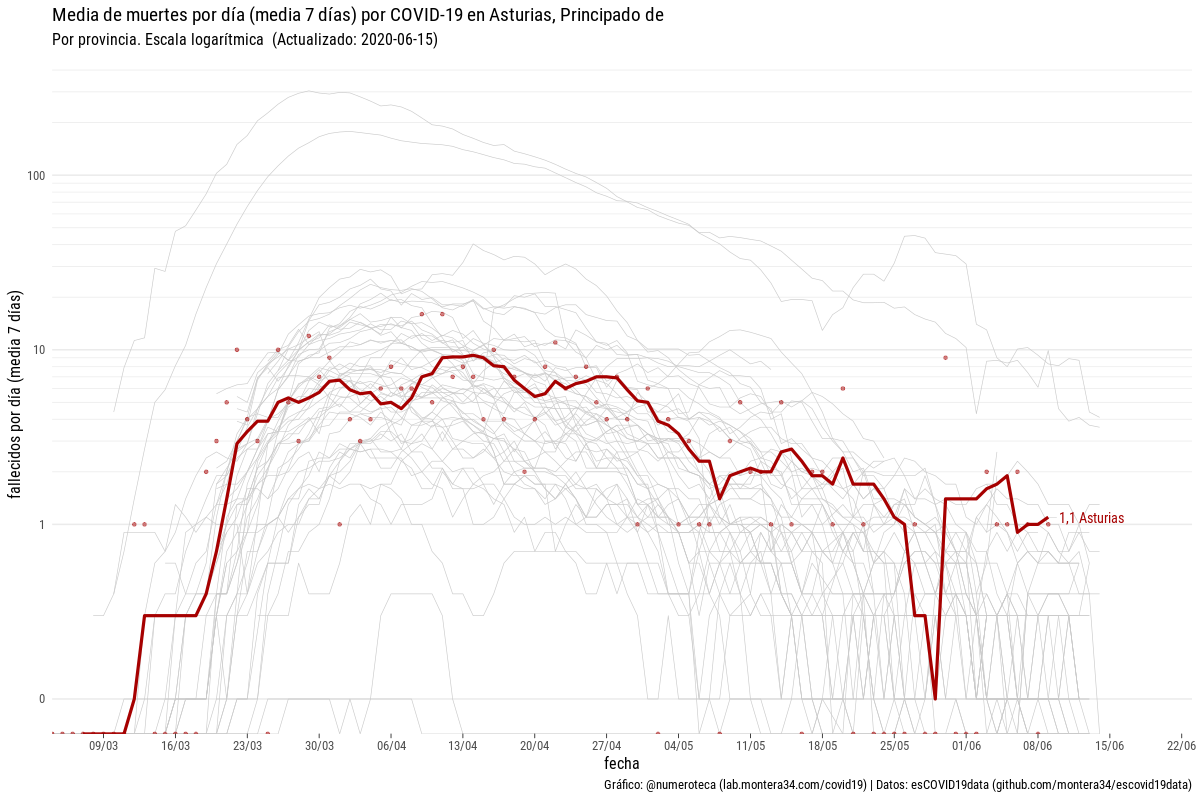 Media de muertes por día (media 7 días) por COVID-19 en Asturias, Principado de
Por provincia. Escala logarítmica  (Actualizado: 2020-06-15)
fallecidos por día (media 7 días)
100
10
1
0
1,1 Asturias
09/03 16/03 23/03 30/03 06/04 13/04 20/04 27/04 04/05 11/05 18/05 25/05 01/06 08/06 15/06 22/06
fecha
Gráfico: @numeroteca (lab.montera34.com/covid19) | Datos: esCOVID19data (github.com/montera34/escovid19data)